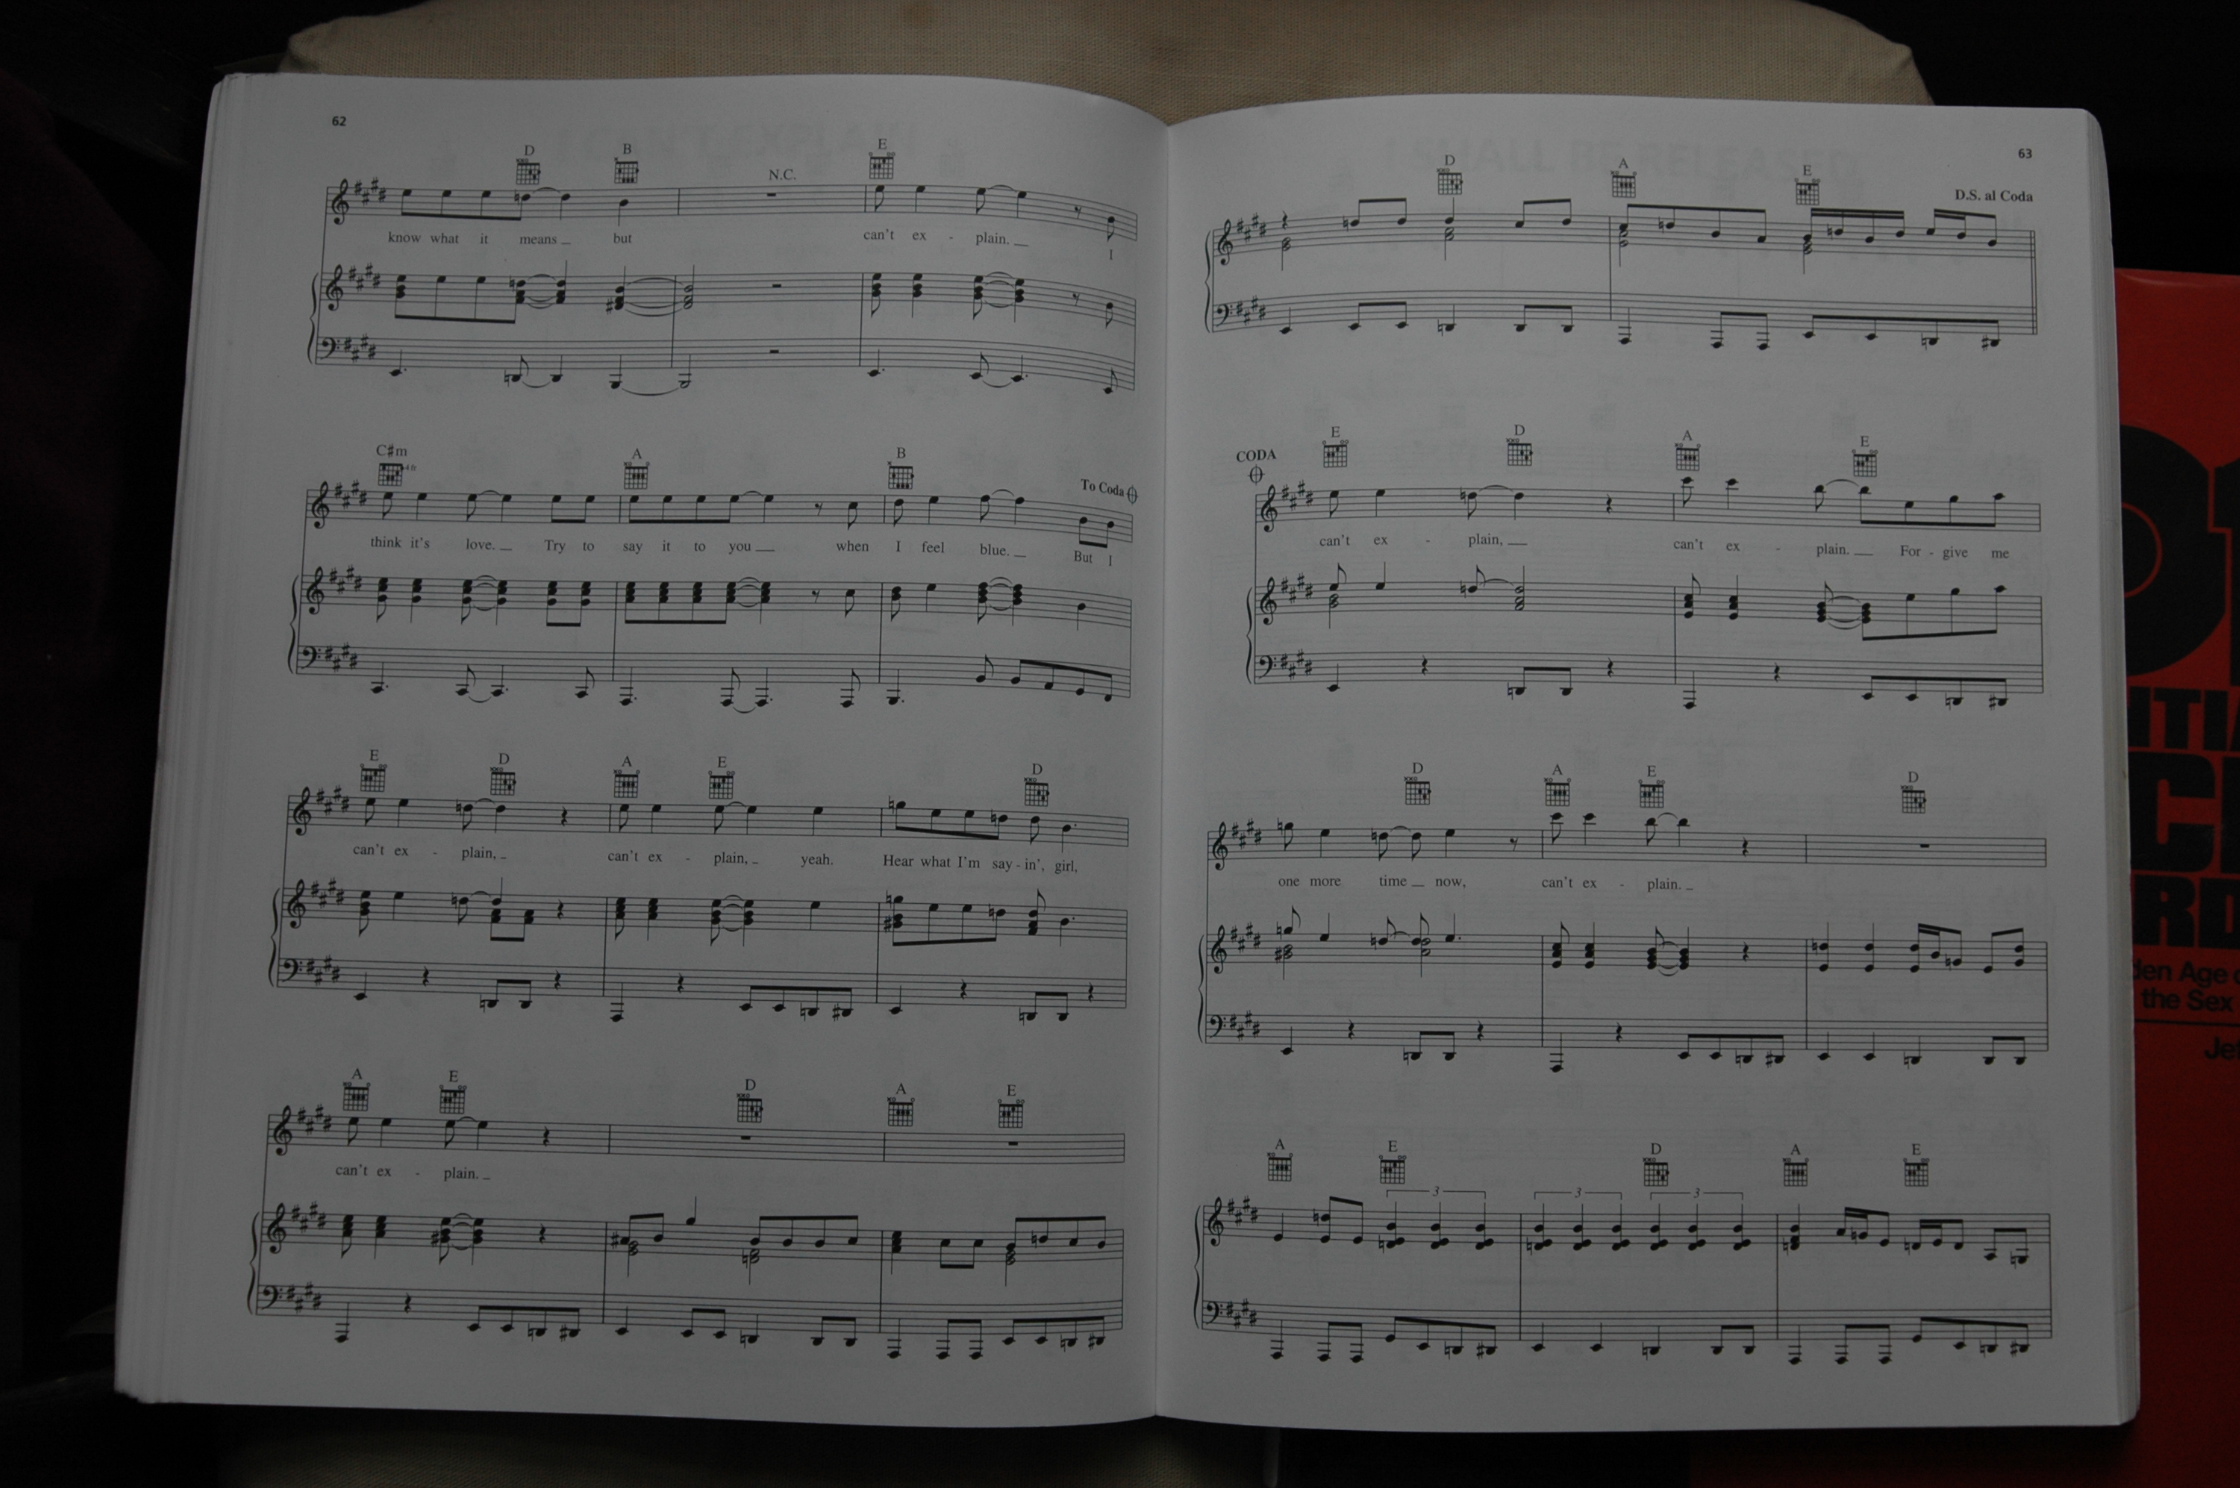 62
D B N.C. E
know what it means but can't ex - plain. I
C♯m A B
4 fr
To Coda
think it's love. Try to say it to you when I feel blue. But I
E D A E D
can't ex - plain, can't ex - plain, yeah. Hear what I'm say - in', girl,
A E D A E
can't ex - plain.
63
D A E
D.S. al Coda
CODA
E D A E
can't ex - plain, can't ex - plain. For - give me
D A E D
one more time now, can't ex - plain.
A E D A E
3 3 3
den Age
the Sex